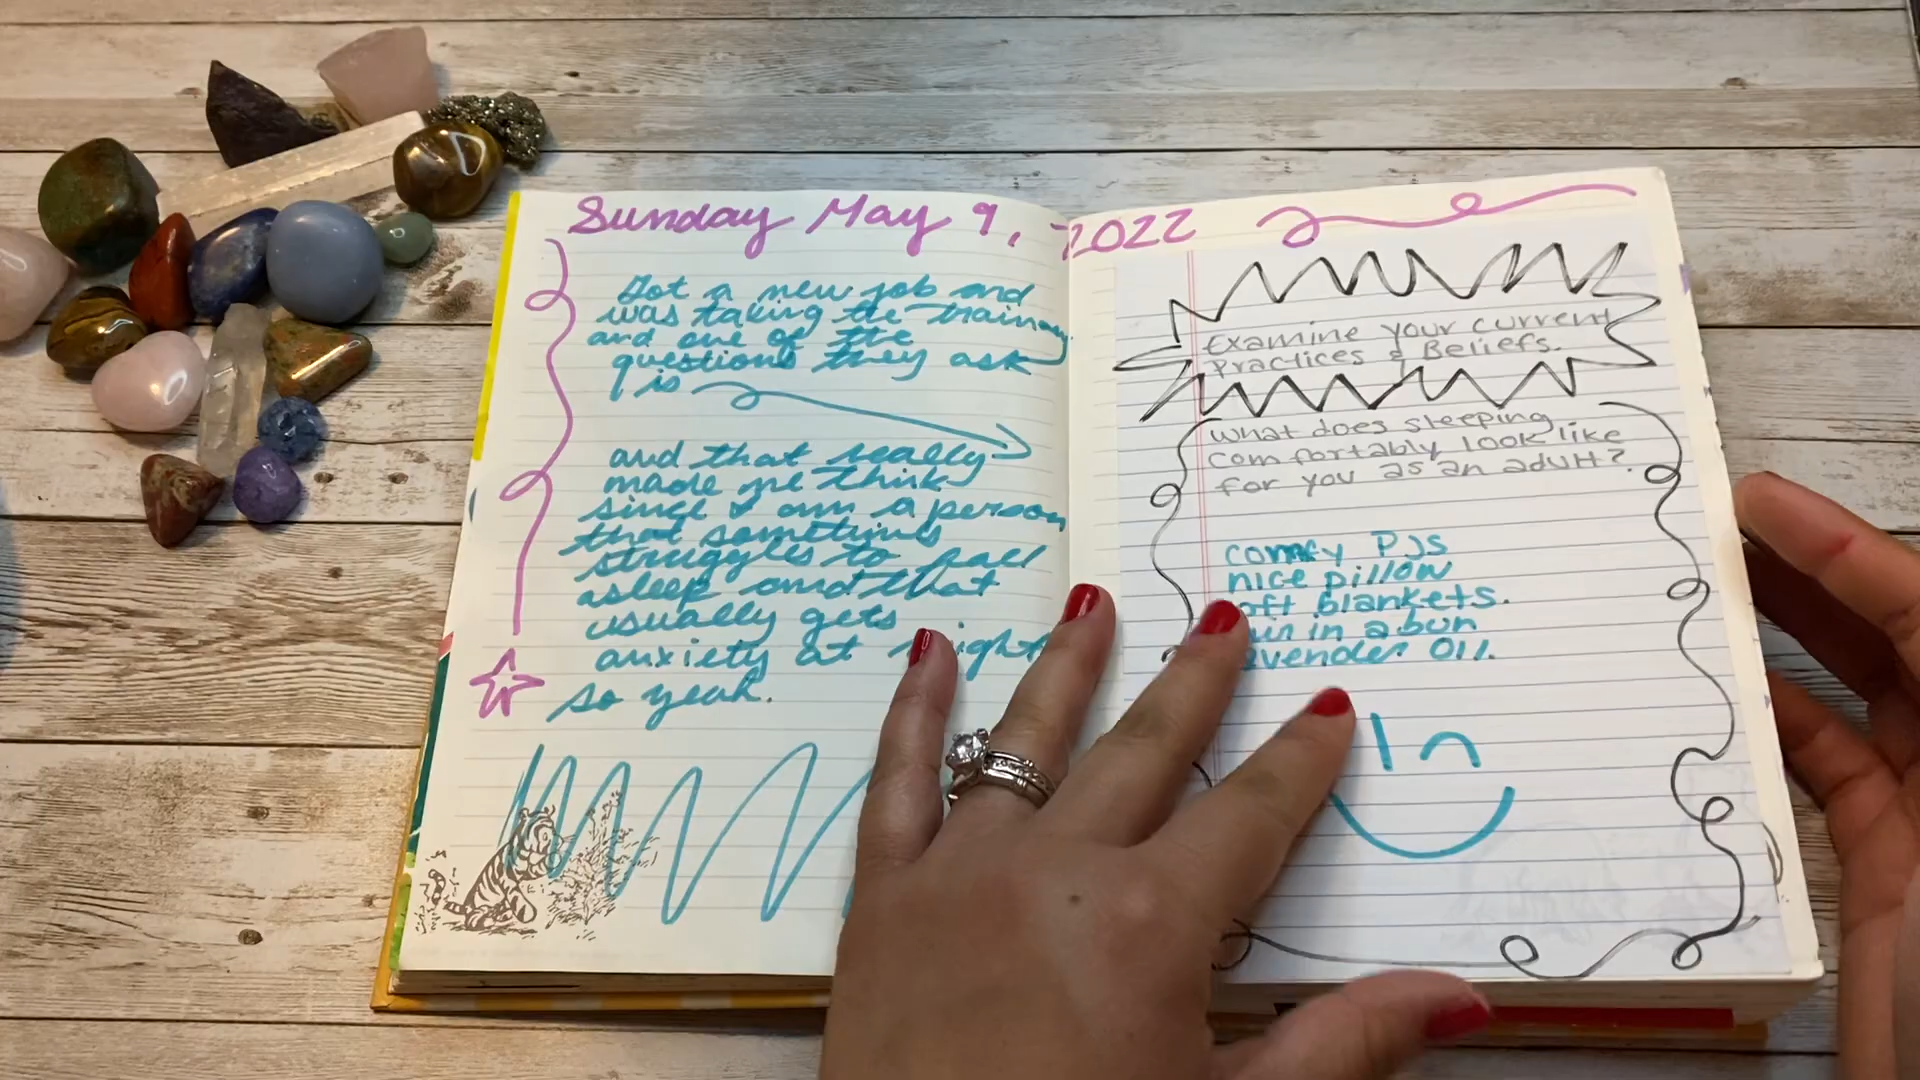 Sunday May 9, 2022
Got a new job and
was taking the training
and one of the
questions they ask
is
and that really
made me think
since I am a person
that sometimes
struggles to fall
asleep and that
usually gets
anxiety at night
so yeah.
Examine your current
Practices & Beliefs.
What does sleeping
comfortably look like
for you as an adult?
comfy PJs
nice pillow
soft blankets.
in a bun
Lavender Oil.